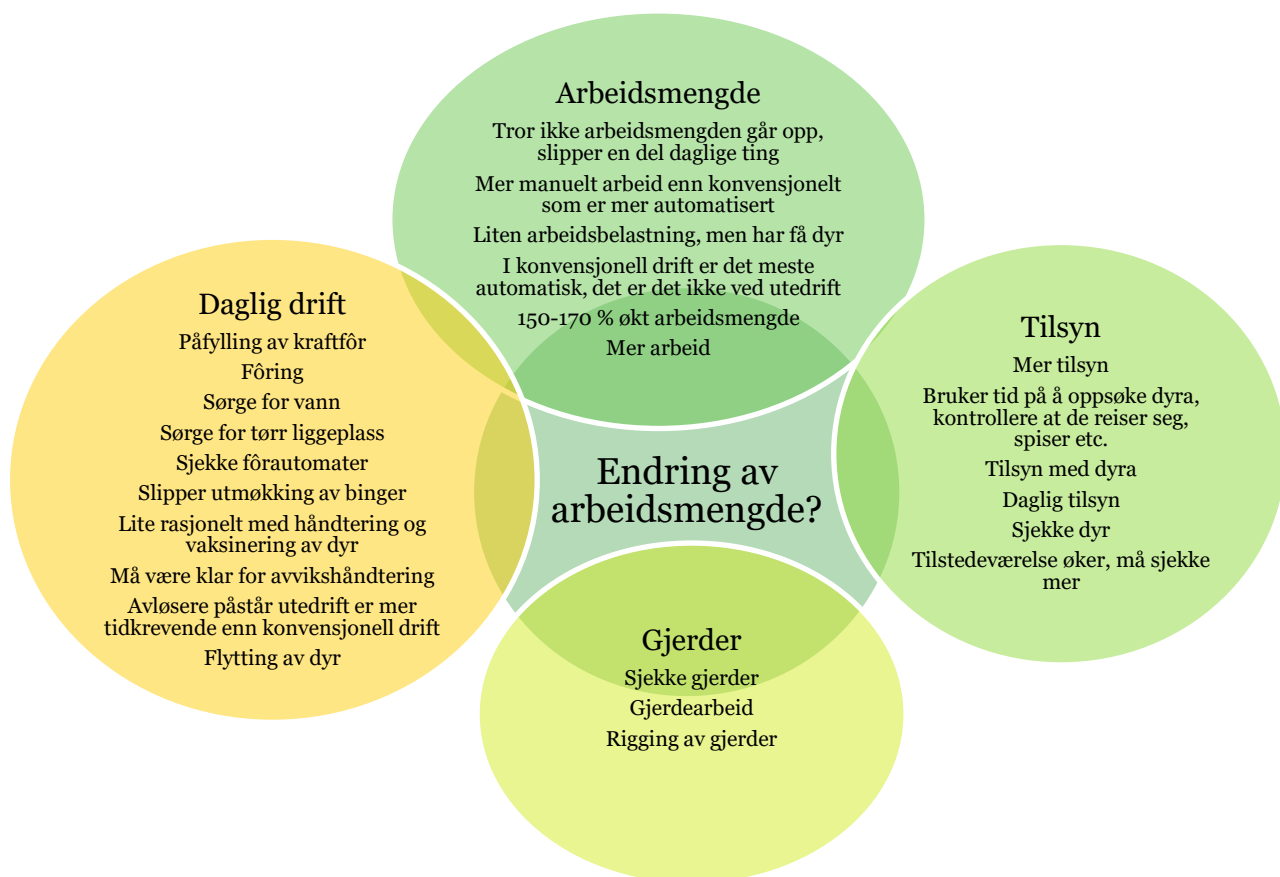 Arbeidsmengde
Tror ikke arbeidsmengden går opp,
slipper en del daglige ting
Mer manuelt arbeid enn konvensjonelt
som er mer automatisert
Liten arbeidsbelastning, men har få dyr
I konvensjonell drift er det meste
automatisk, det er det ikke ved utedrift
150-170 % økt arbeidsmengde
Mer arbeid
Daglig drift
Påfylling av kraftfôr
Fôring
Sørge for vann
Sørge for tørr liggeplass
Sjekke fôrautomater
Slipper utmøkking av binger
Lite rasjonelt med håndtering og
vaksinering av dyr
Må være klar for avvikshåndtering
Avløsere påstår utedrift er mer
tidkrevende enn konvensjonell drift
Flytting av dyr
Endring av
arbeidsmengde?
Tilsyn
Mer tilsyn
Bruker tid på å oppsøke dyra,
kontrollere at de reiser seg,
spiser etc.
Tilsyn med dyra
Daglig tilsyn
Sjekke dyr
Tilstedeværelse øker, må sjekke
mer
Gjerder
Sjekke gjerder
Gjerdearbeid
Rigging av gjerder